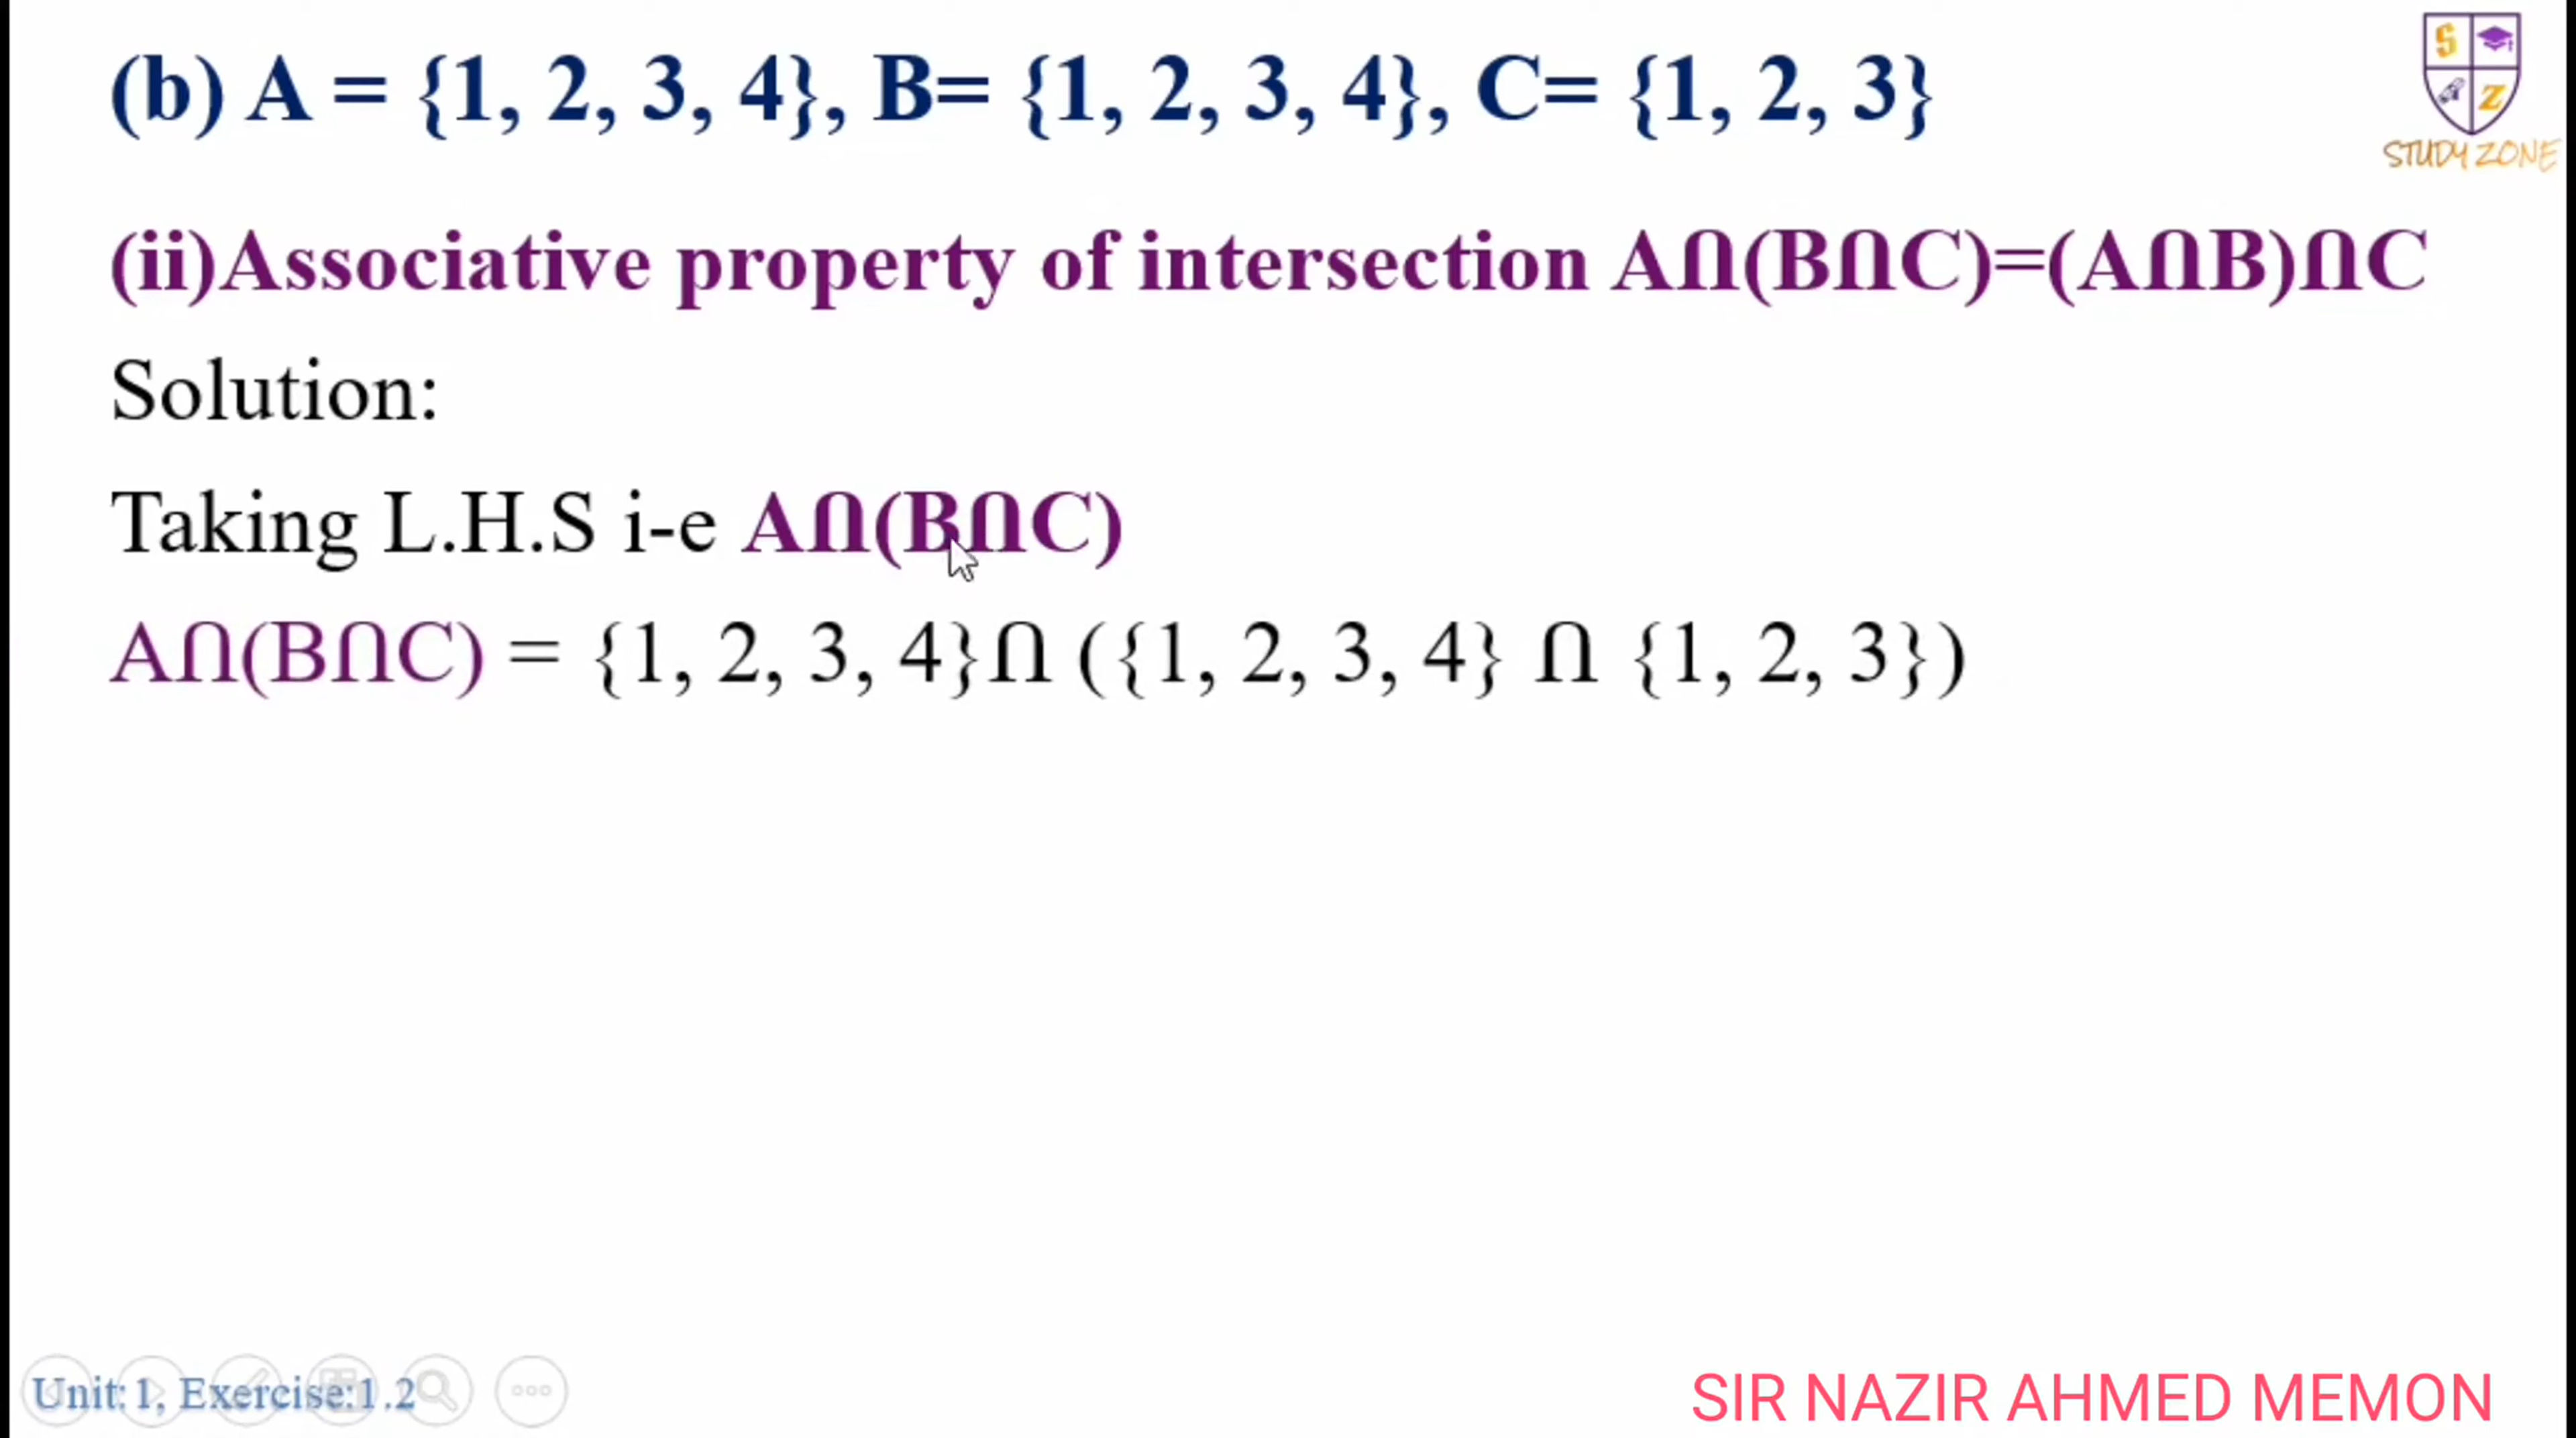 (b) A = {1, 2, 3, 4}, B= {1, 2, 3, 4}, C= {1, 2, 3}
S
Z
STUDY ZONE
(ii)Associative property of intersection A∩(B∩C)=(A∩B)∩C
Solution:
Taking L.H.S i-e A∩(B∩C)
A∩(B∩C) = {1, 2, 3, 4}∩ ({1, 2, 3, 4} ∩ {1, 2, 3})
Unit: 1, Exercise:1.2
SIR NAZIR AHMED MEMON